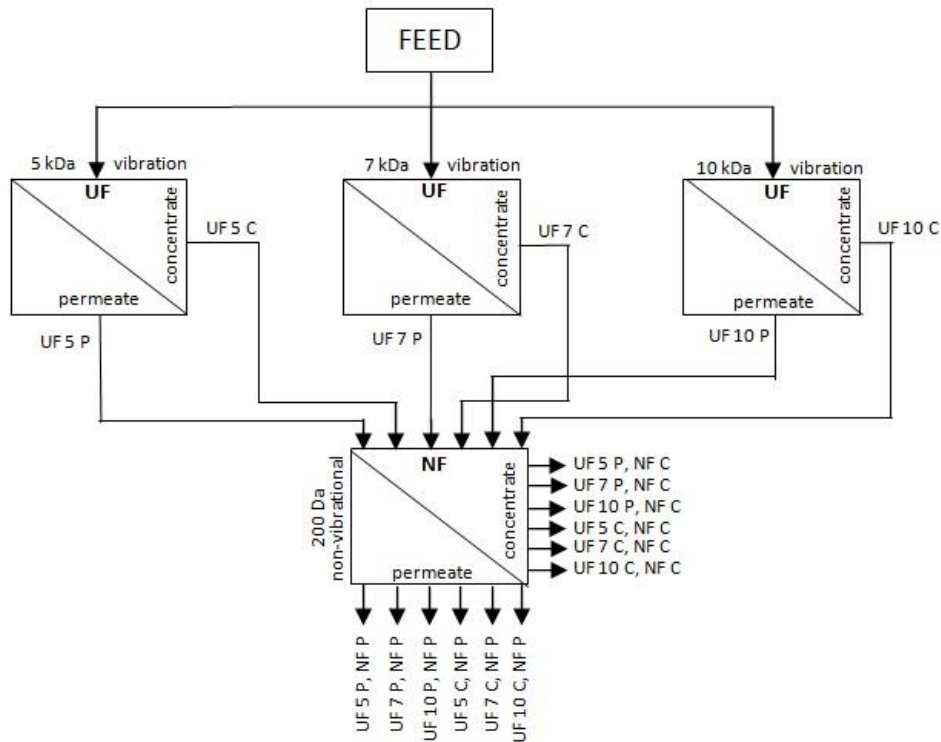 FEED
5 kDa vibration
UF
concentrate
permeate
UF 5 C
UF 5 P
7 kDa vibration
UF
concentrate
permeate
UF 7 C
UF 7 P
10 kDa vibration
UF
concentrate
permeate
UF 10 C
UF 10 P
200 Da
non-vibrational
NF
concentrate
permeate
UF 5 P, NF C
UF 7 P, NF C
UF 10 P, NF C
UF 5 C, NF C
UF 7 C, NF C
UF 10 C, NF C
UF 5 P, NF P
UF 7 P, NF P
UF 10 P, NF P
UF 5 C, NF P
UF 7 C, NF P
UF 10 C, NF P